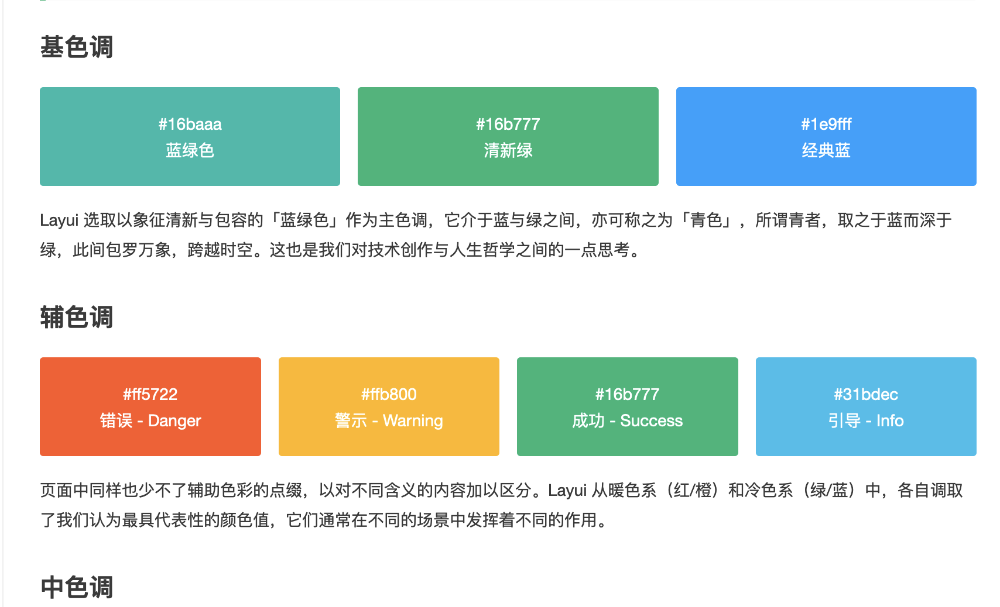 基色调
#16baaa
蓝绿色
#16b777
清新绿
#1e9fff
经典蓝
Layui 选取以象征清新与包容的「蓝绿色」作为主色调，它介于蓝与绿之间，亦可称之为「青色」，所谓青者，取之于蓝而深于
绿，此间包罗万象，跨越时空。这也是我们对技术创作与人生哲学之间的一点思考。
辅色调
#ff5722
错误 - Danger
#ffb800
警示 - Warning
#16b777
成功 - Success
#31bdec
引导 - Info
页面中同样也少不了辅助色彩的点缀，以对不同含义的内容加以区分。Layui 从暖色系（红/橙）和冷色系（绿/蓝）中，各自调取
了我们认为最具代表性的颜色值，它们通常在不同的场景中发挥着不同的作用。
中色调